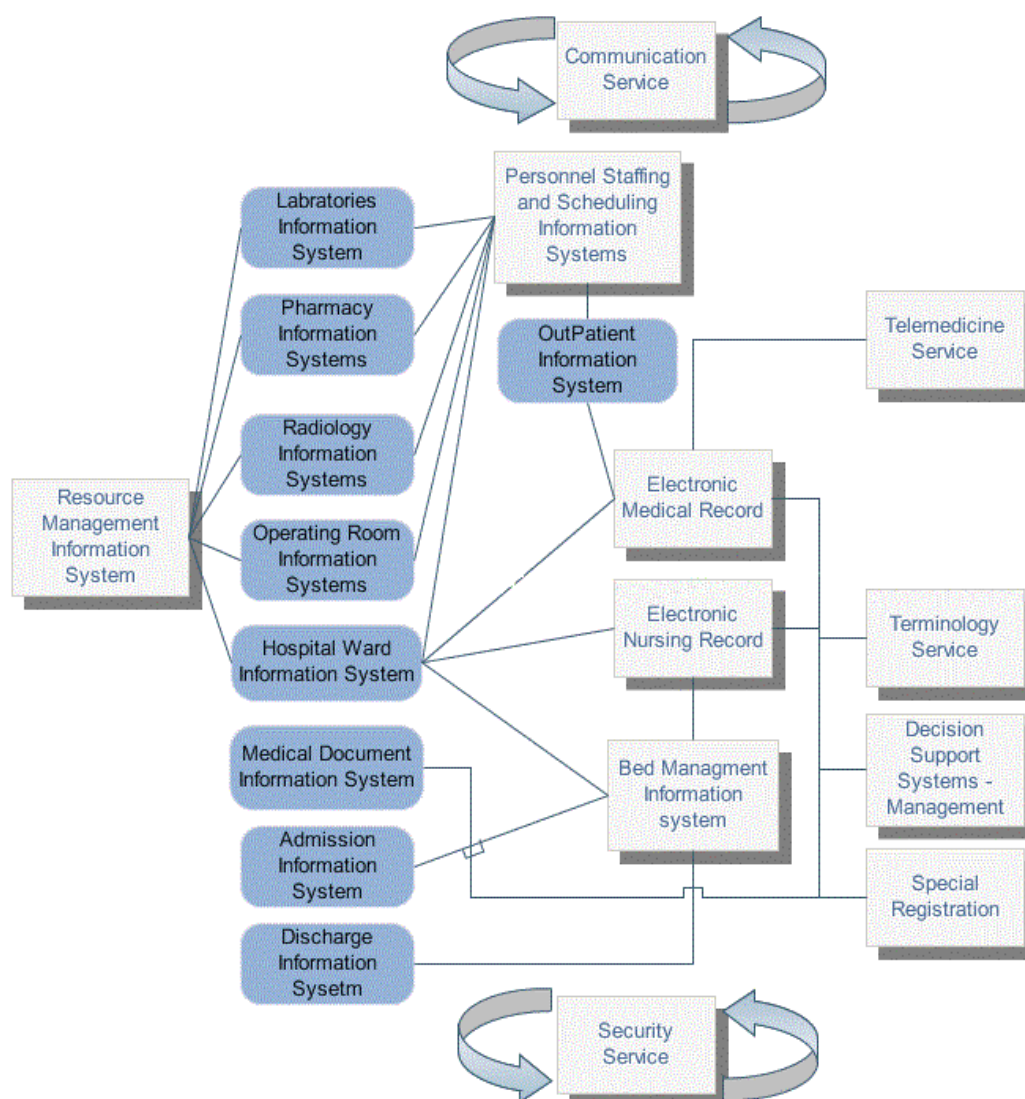 Communication
Service
Personnel Staffing
and Scheduling
Information
Systems
Labratories
Information
System
Pharmacy
Information
Systems
OutPatient
Information
System
Telemedicine
Service
Radiology
Information
Systems
Resource
Management
Information
System
Electronic
Medical Record
Operating Room
Information
Systems
Electronic
Nursing Record
Terminology
Service
Hospital Ward
Information System
Medical Document
Information System
Bed Managment
Information
system
Decision
Support
Systems -
Management
Admission
Information
System
Special
Registration
Discharge
Information
Sysetm
Security
Service